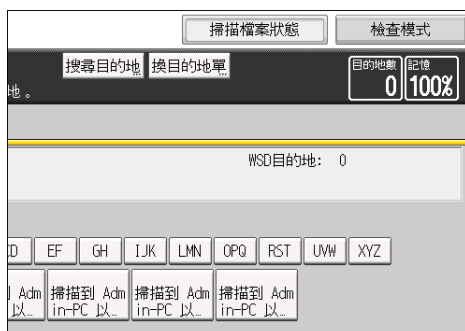 掃描檔案狀態 檢查模式
搜尋目的地 換目的地單 目的地數 記憶
地。 0 100%
WSD目的地: 0
CD EF GH IJK LMN OPQ RST UVW XYZ
Adm 掃描到 Adm 掃描到 Adm 掃描到 Adm
以… in-PC 以… in-PC 以… in-PC 以…